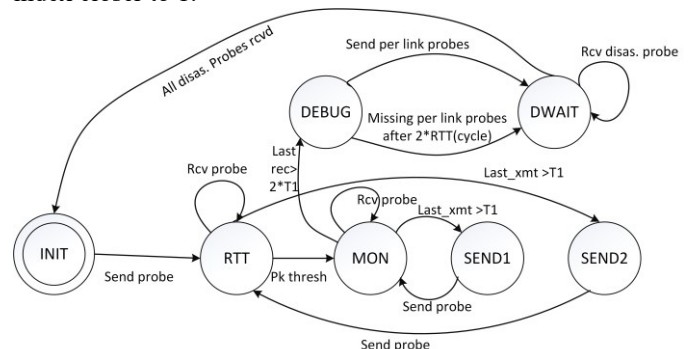 All disas. Probes rcvd
Send per link probes
Rcv disas. probe
DEBUG
DWAIT
Missing per link probes
after 2*RTT(cycle)
Last
rec>
2*T1
Last_xmt >T1
Rcv probe
Rcv probe
Last_xmt >T1
INIT
RTT
MON
SEND1
SEND2
Send probe
Pk thresh
Send probe
Send probe